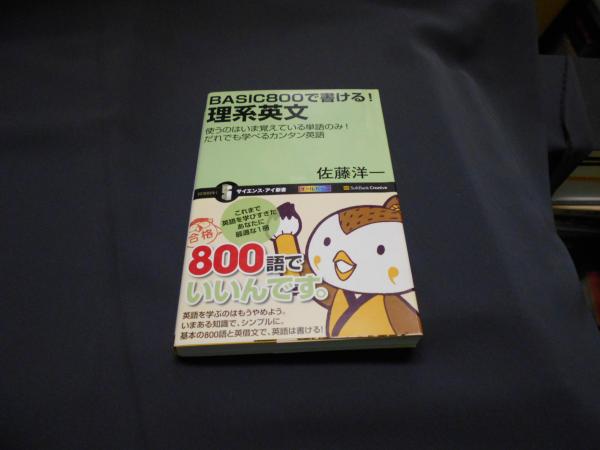 BASIC800で書ける!
理系英文
使うのはいま覚えている単語のみ!
だれでも学べるカンタン英語
佐藤洋一
サイエンス・アイ新書
SoftBank Creative
これまで
英語を学びすぎた
あなたに
最適な1冊
合格
800語で
いいんです。
英語を学ぶのはもうやめよう。
いまある知識で、シンプルに。
基本の800語と英借文で、英語は書ける!